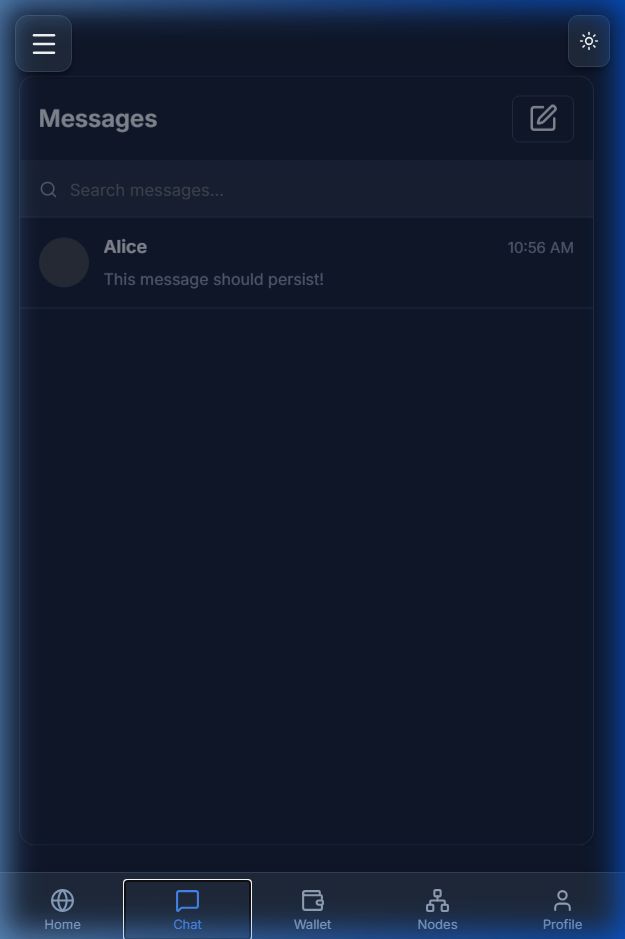 Messages
Search messages...
Alice
10:56 AM
This message should persist!
Home
Chat
Wallet
Nodes
Profile